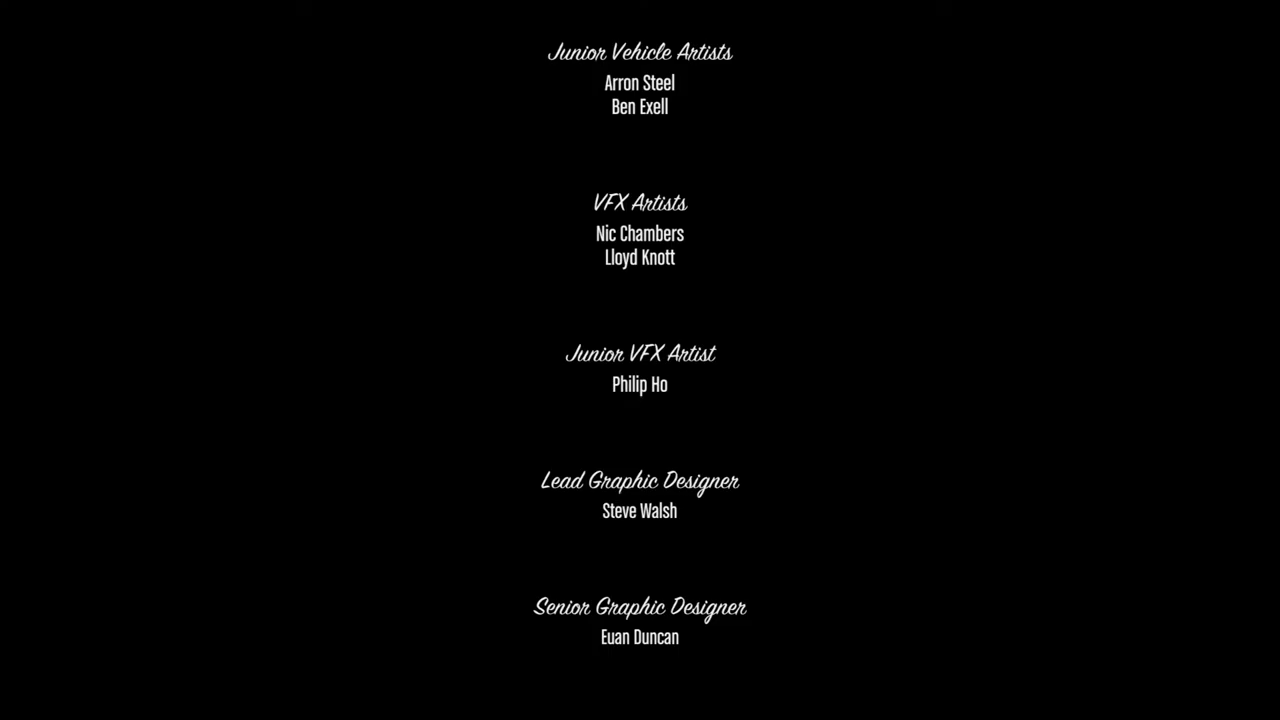 Junior Vehicle Artists
Arron Steel
Ben Exell
VFX Artists
Nic Chambers
Lloyd Knott
Junior VFX Artist
Philip Ho
Lead Graphic Designer
Steve Walsh
Senior Graphic Designer
Euan Duncan